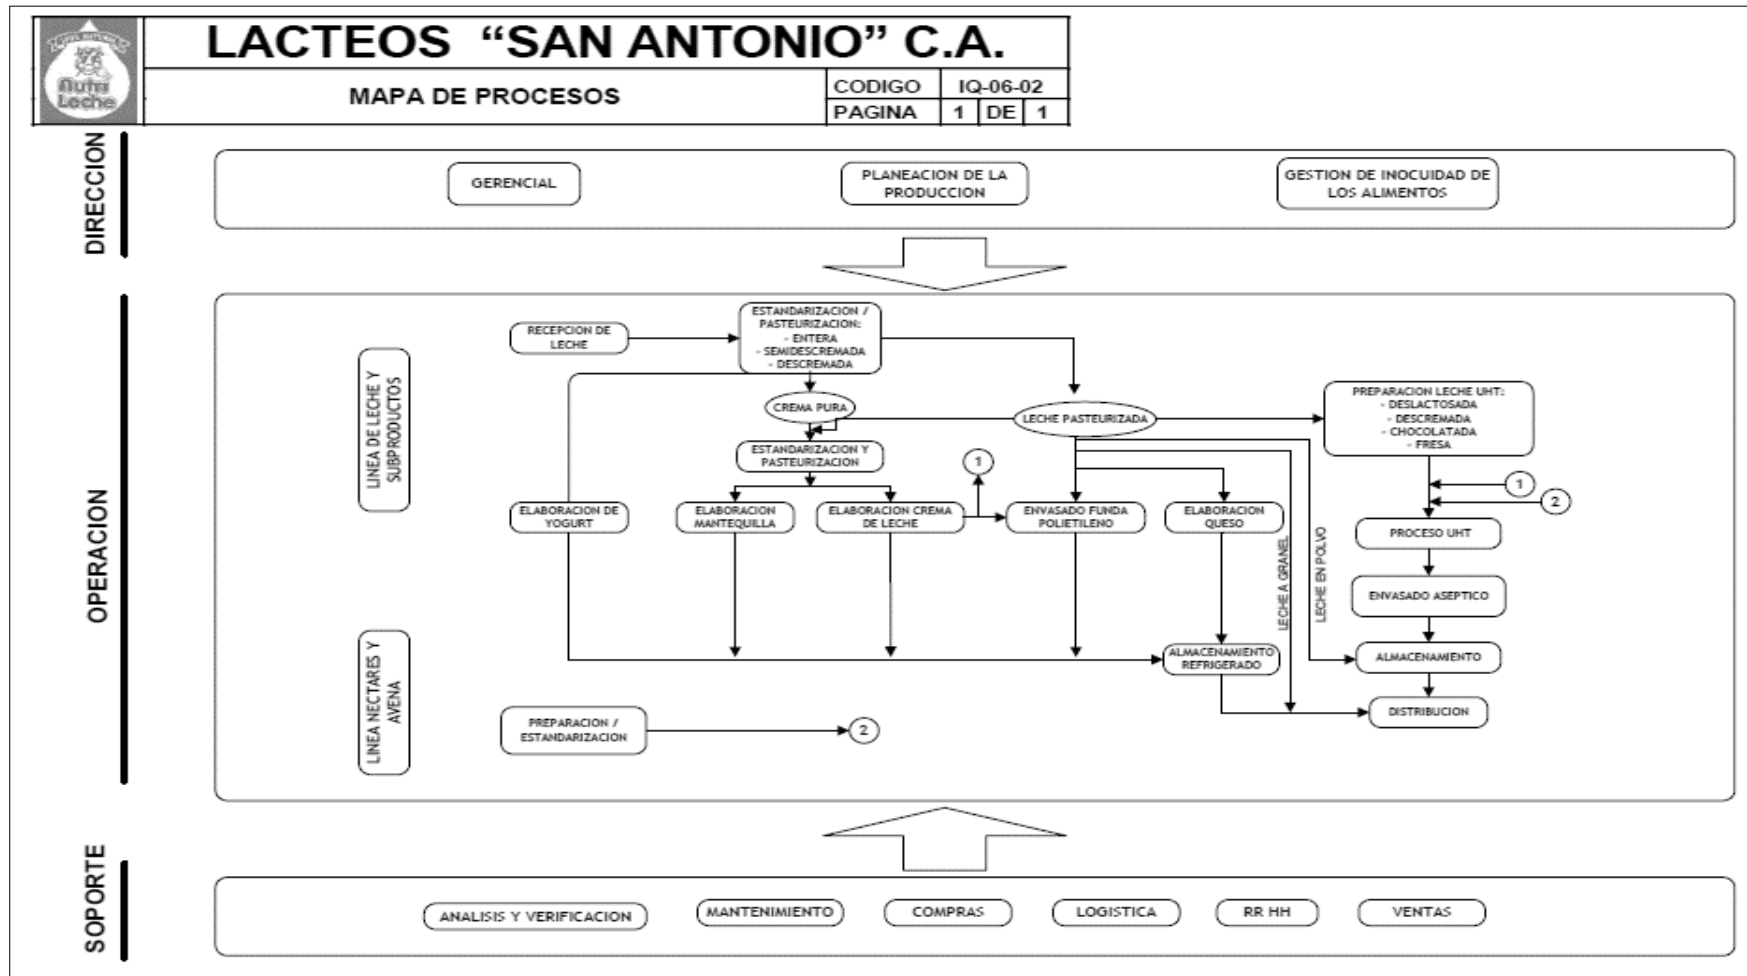 100% NATURAL
Nutri
Leche
LACTEOS “SAN ANTONIO” C.A.
MAPA DE PROCESOS
CODIGO IQ-06-02
PAGINA 1 DE 1
DIRECCION
GERENCIAL
PLANEACION DE LA
PRODUCCION
GESTION DE INOCUIDAD DE
LOS ALIMENTOS
OPERACION
LINEA DE LECHE Y
SUBPRODUCTOS
RECEPCION DE
LECHE
ESTANDARIZACION /
PASTEURIZACION:
- ENTERA
- SEMIDESCREMADA
- DESCREMADA
CREMA PURA
LECHE PASTEURIZADA
PREPARACION LECHE UHT:
- DESLACTOSADA
- DESCREMADA
- CHOCOLATADA
- FRESA
ESTANDARIZACION Y
PASTEURIZACION
1
1
2
ELABORACION DE
YOGURT
ELABORACION
MANTEQUILLA
ELABORACION CREMA
DE LECHE
ENVASADO FUNDA
POLIETILENO
ELABORACION
QUESO
PROCESO UHT
LECHE A GRANEL
LECHE EN POLVO
ENVASADO ASEPTICO
ALMACENAMIENTO
REFRIGERADO
ALMACENAMIENTO
DISTRIBUCION
LINEA NECTARES Y
AVENA
PREPARACION /
ESTANDARIZACION
2
SOPORTE
ANALISIS Y VERIFICACION
MANTENIMIENTO
COMPRAS
LOGISTICA
RR HH
VENTAS